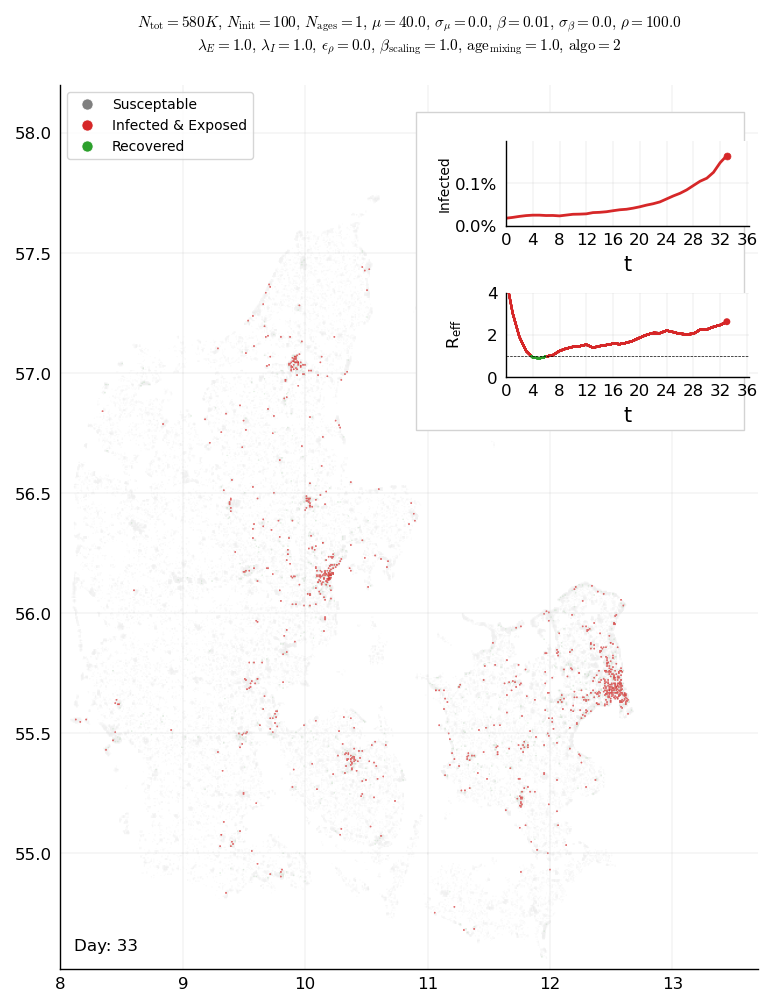 N_tot = 580K, N_init = 100, N_ages = 1, μ = 40.0, σ_μ = 0.0, β = 0.01, σ_β = 0.0, ρ = 100.0
λ_E = 1.0, λ_I = 1.0, ϵ_ρ = 0.0, β_scaling = 1.0, age_mixing = 1.0, algo = 2
Susceptable
Infected & Exposed
Recovered
Infected
0.1%
0.0%
0 4 8 12 16 20 24 28 32 36
t
R_eff
4
2
0
0 4 8 12 16 20 24 28 32 36
t
58.0
57.5
57.0
56.5
56.0
55.5
55.0
Day: 33
8 9 10 11 12 13